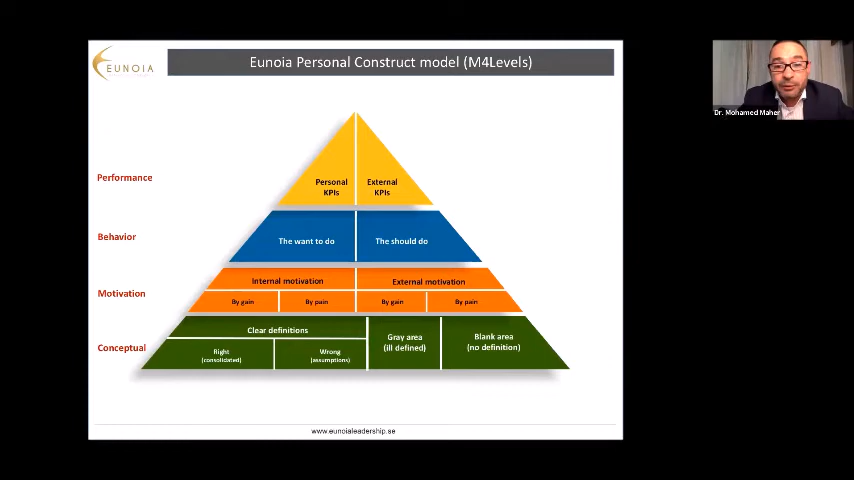 EUNOIA
Eunoia Personal Construct model (M4Levels)
Dr. Mohamed Maher
Performance
Personal KPIs
External KPIs
Behavior
The want to do
The should do
Motivation
Internal motivation
External motivation
By gain
By pain
By gain
By pain
Conceptual
Clear definitions
Right
(consolidated)
Wrong
(assumptions)
Gray area
(ill defined)
Blank area
(no definition)
www.eunoialeadership.se